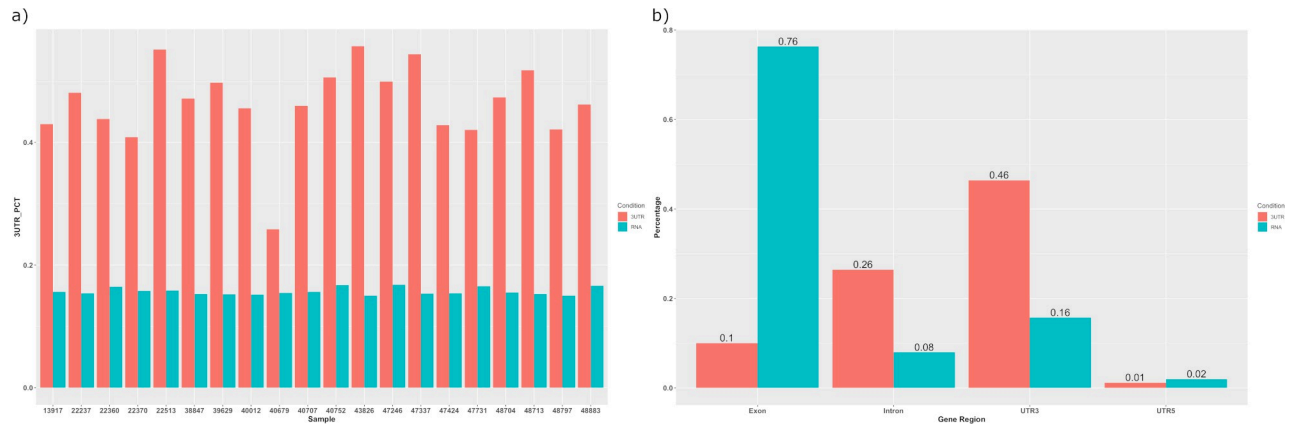 a)
3UTR_PCT
0.4
0.2
0.0
13917 22237 22360 22370 22513 38847 39629 40012 40679 40707 40752 43826 47246 47337 47424 47731 48704 48713 48797 48883
Sample
Condition
3UTR
RNA
b)
Percentage
0.8
0.6
0.4
0.2
0.0
0.1
0.76
0.26
0.08
0.46
0.16
0.01
0.02
Exon Intron UTR3 UTR5
Gene Region
Condition
3UTR
RNA